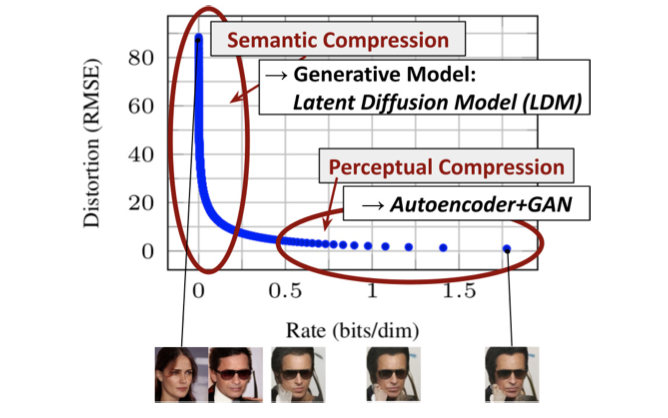 Semantic Compression
→ Generative Model:
Latent Diffusion Model (LDM)
Perceptual Compression
→ Autoencoder+GAN
Distortion (RMSE)
80
60
40
20
0
0 0.5 1 1.5
Rate (bits/dim)